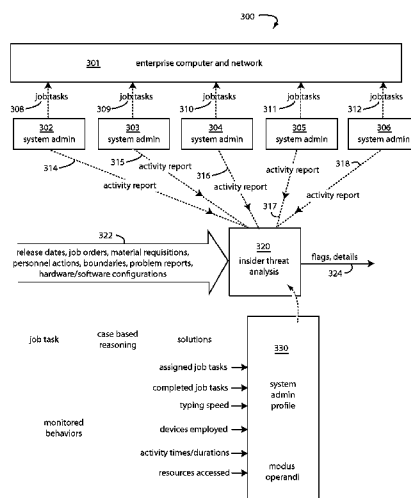 300
301 enterprise computer and network
job tasks job tasks job tasks job tasks job tasks
308 309 310 311 312
302 303 304 305 306
system admin system admin system admin system admin system admin
314 315 316 317 318
activity report activity report activity report activity report activity report
322
release dates, job orders, material requisitions,
personnel actions, boundaries, problem reports,
hardware/software configurations
320
insider threat
analysis
flags, details
324
330
job task
case based
reasoning
solutions
assigned job tasks
completed job tasks
typing speed
system
admin
profile
monitored
behaviors
devices employed
activity times/durations
resources accessed
modus
operandi